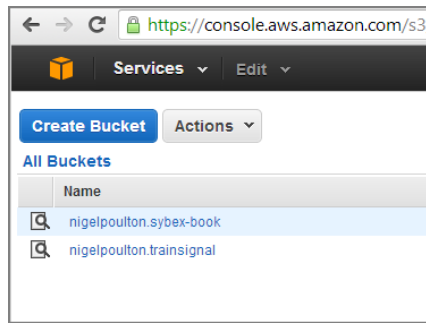 https://console.aws.amazon.com/s3
Services Edit
Create Bucket Actions
All Buckets
Name
nigelpoulton.sybex-book
nigelpoulton.trainsignal